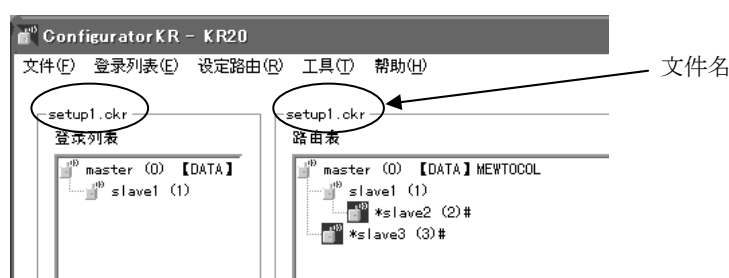 ConfiguratorKR - KR20
文件(F) 登录列表(E) 设定路由(R) 工具(T) 帮助(H)
文件名
setup1.ckr
登录列表
master (0) 【DATA】
slave1 (1)
setup1.ckr
路由表
master (0) 【DATA】MEWTOCOL
slave1 (1)
*slave2 (2)#
*slave3 (3)#